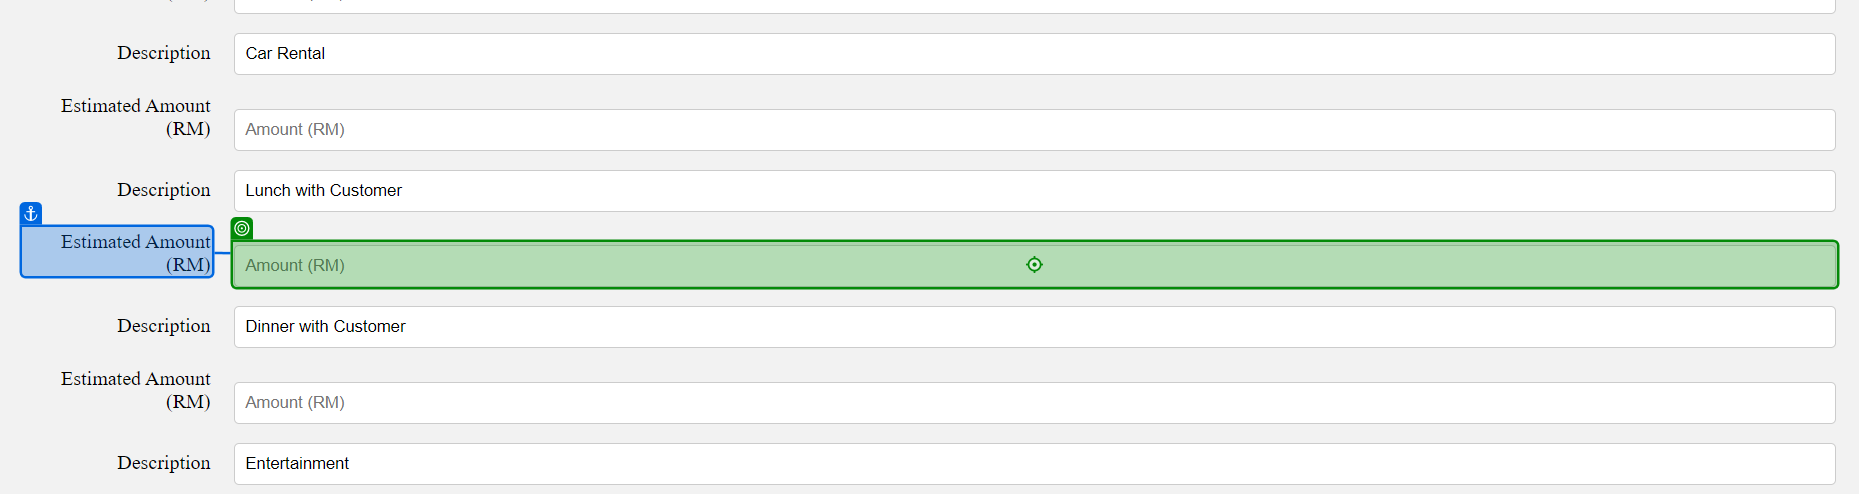 Description Car Rental
Estimated Amount
(RM) Amount (RM)
Description Lunch with Customer
Estimated Amount
(RM) Amount (RM)
Description Dinner with Customer
Estimated Amount
(RM) Amount (RM)
Description Entertainment